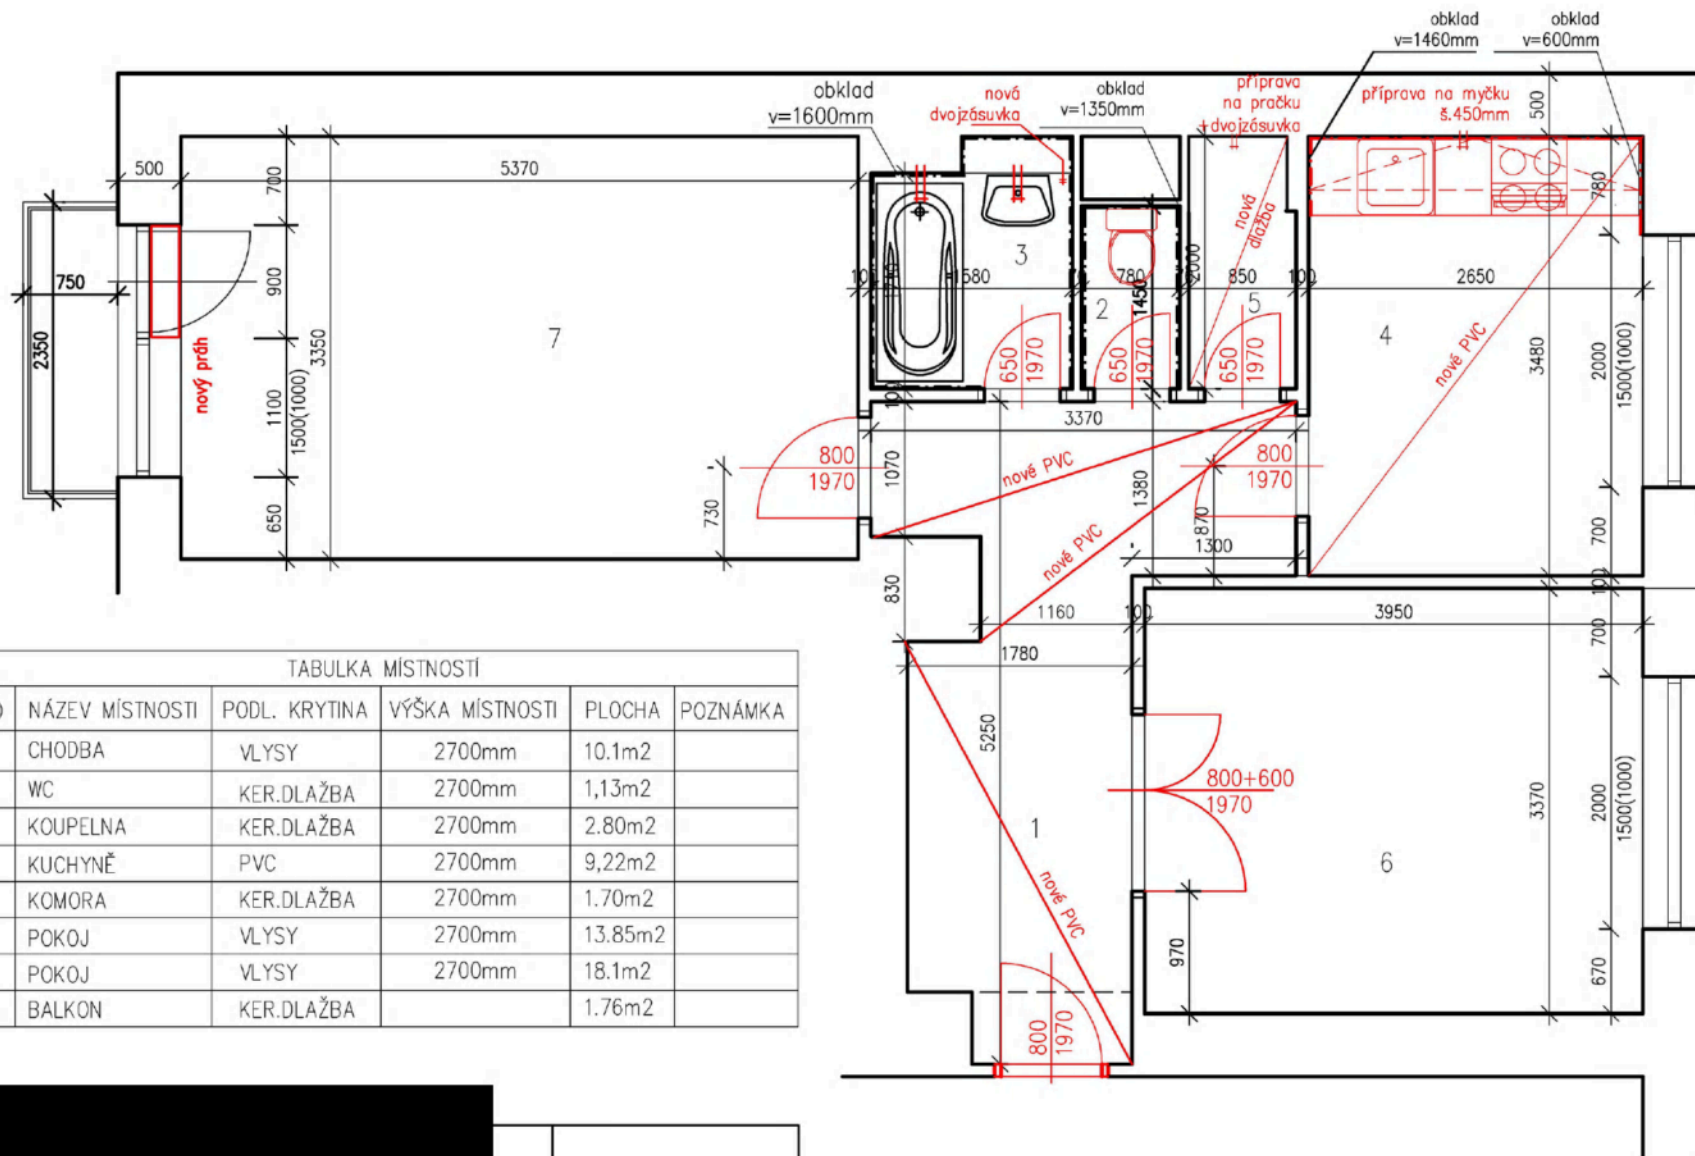 obklad
v=1460mm
obklad
v=600mm
obklad
v=1600mm
nová
dvojzásuvka
obklad
v=1350mm
příprava
na pračku
+dvojzásuvka
příprava na myčku
š.450mm
500
500
5370
700
780
nová
dlažba
3
2000
750
900
100
1580
780
850
100
2650
1450
2
5
4
2350
7
3350
nový práh
1100
1500(1000)
650
1970
650
1970
650
1970
nové PVC
3480
2000
1500(1000)
100
3370
800
1970
nové PVC
800
1970
1070
1380
730
650
870
1300
nové PVC
700
830
100
1160
100
3950
700
1780
5250
800+600
1970
1
6
3370
2000
1500(1000)
nové PVC
970
670
800
1970
TABULKA MÍSTNOSTÍ
NÁZEV MÍSTNOSTI PODL. KRYTINA VÝŠKA MÍSTNOSTI PLOCHA POZNÁMKA
CHODBA VLYSY 2700mm 10.1m2
WC KER.DLAŽBA 2700mm 1,13m2
KOUPELNA KER.DLAŽBA 2700mm 2.80m2
KUCHYNĚ PVC 2700mm 9,22m2
KOMORA KER.DLAŽBA 2700mm 1.70m2
POKOJ VLYSY 2700mm 13.85m2
POKOJ VLYSY 2700mm 18.1m2
BALKON KER.DLAŽBA 1.76m2